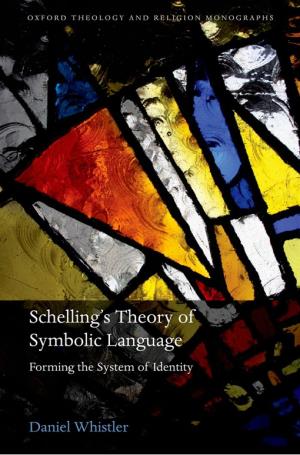 OXFORD THEOLOGY AND RELIGION MONOGRAPHS
Schelling's Theory of
Symbolic Language
Forming the System of Identity
Daniel Whistler